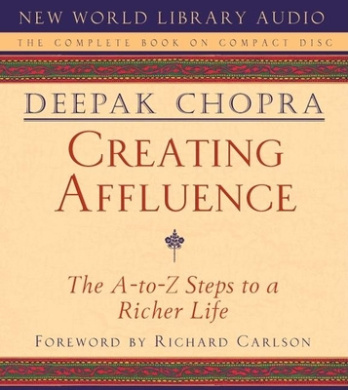 NEW WORLD LIBRARY AUDIO
THE COMPLETE BOOK ON COMPACT DISC
DEEPAK CHOPRA
CREATING
AFFLUENCE
The A-to-Z Steps to a
Richer Life
FOREWORD BY RICHARD CARLSON